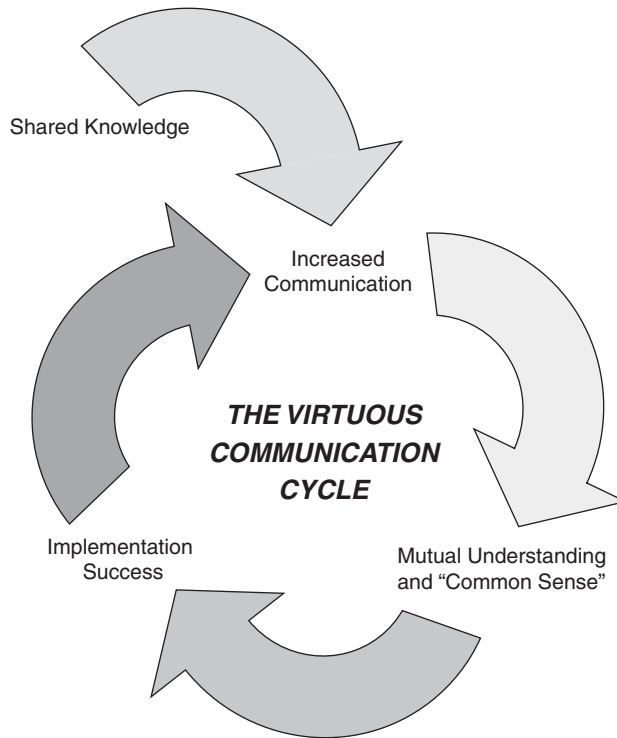 Shared Knowledge
Increased
Communication
THE VIRTUOUS
COMMUNICATION
CYCLE
Implementation
Success
Mutual Understanding
and “Common Sense”